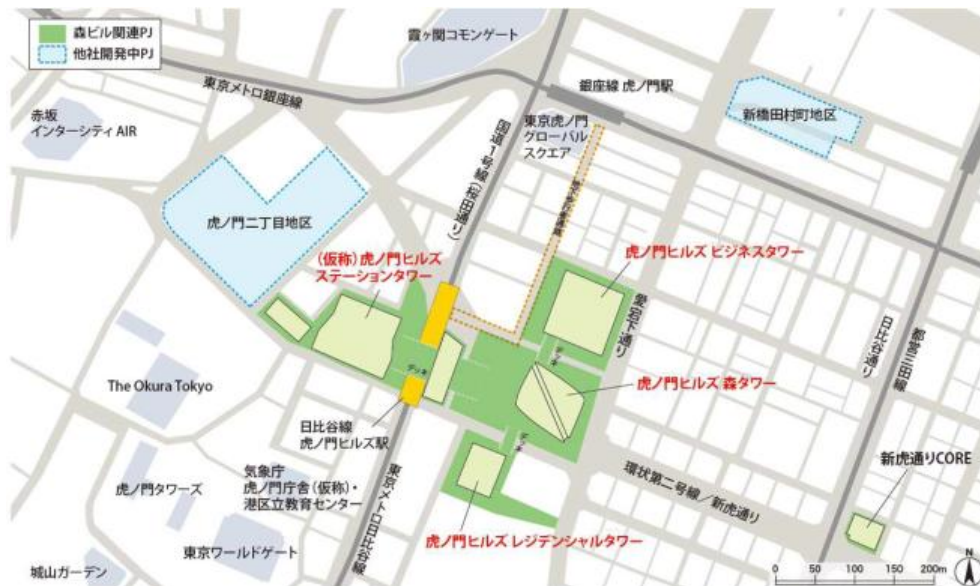 森ビル関連PJ
他社開発中PJ
霞ヶ関コモンゲート
東京メトロ銀座線
銀座線 虎ノ門駅
赤坂
インターシティ AIR
国道1号線(桜田通り)
東京虎ノ門
グローバル
スクエア
新橋田村町地区
地下歩行者通路
虎ノ門二丁目地区
(仮称)虎ノ門ヒルズ
ステーションタワー
虎ノ門ヒルズ ビジネスタワー
愛宕下通り
日比谷通り
都営三田線
デッキ
デッキ
虎ノ門ヒルズ 森タワー
The Okura Tokyo
日比谷線
虎ノ門ヒルズ駅
デッキ
新虎通りCORE
気象庁
虎ノ門庁舎(仮称)・
港区立教育センター
東京メトロ日比谷線
環状第二号線/新虎通り
虎ノ門タワーズ
虎ノ門ヒルズ レジデンシャルタワー
東京ワールドゲート
城山ガーデン
N
0 50 100 150 200m